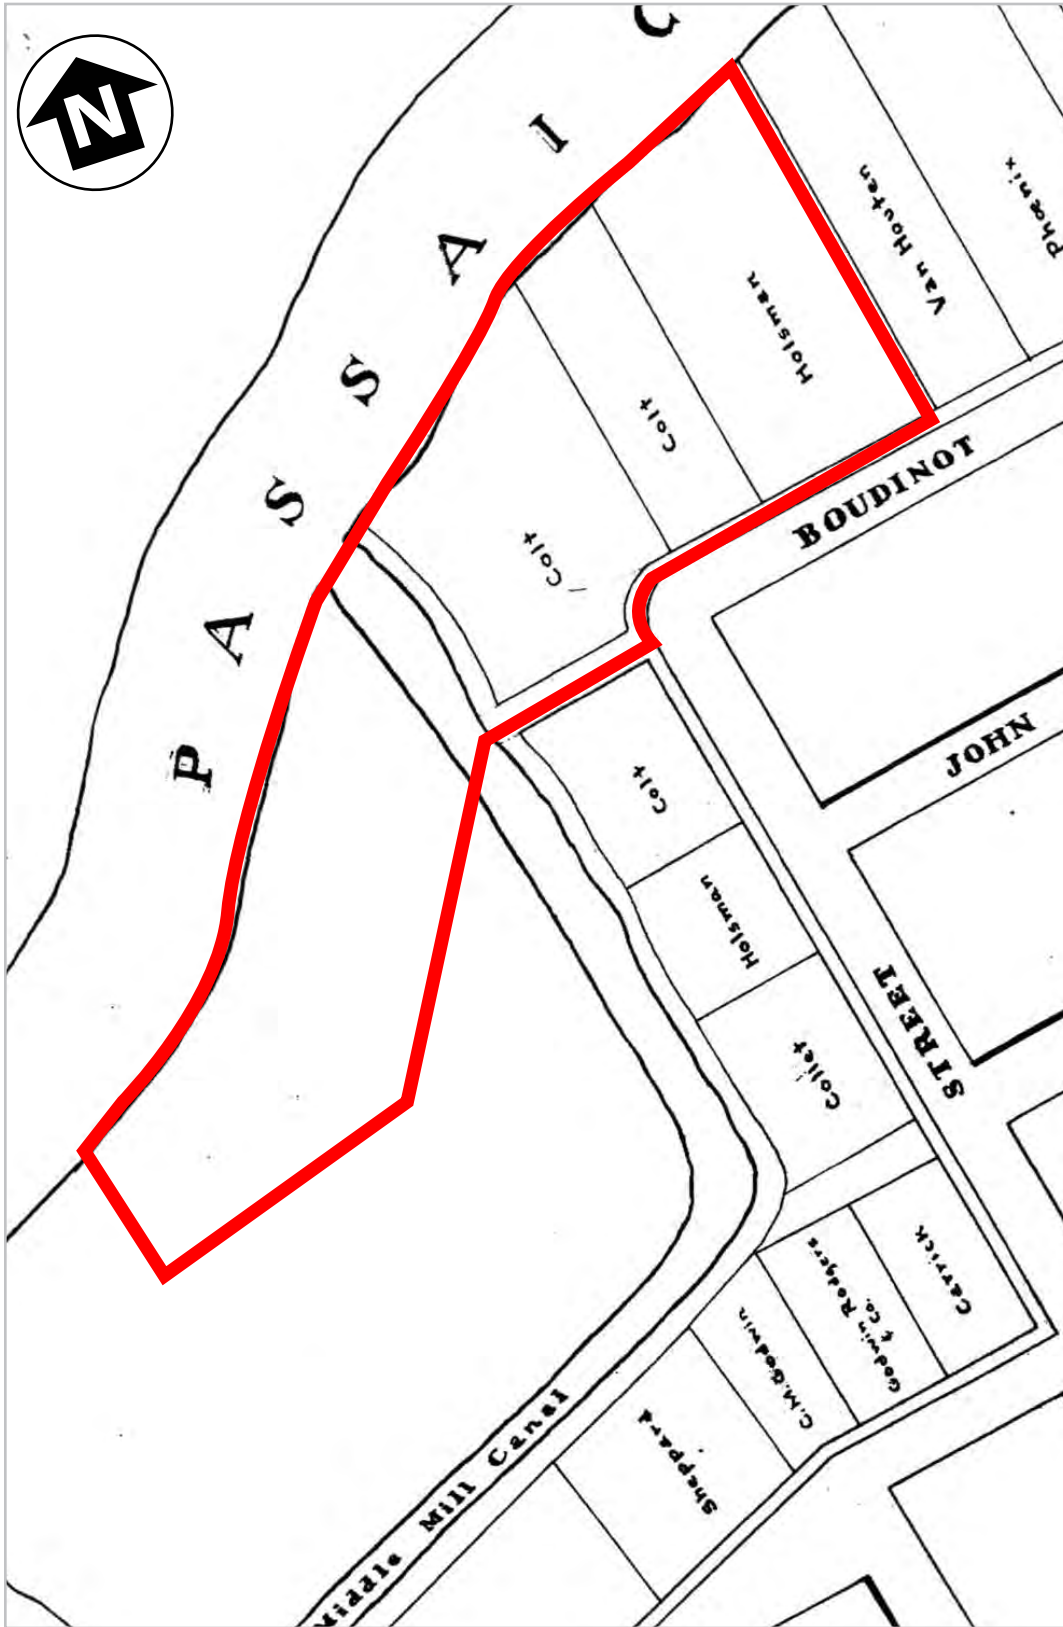 N
PASSAIC
Phœnix
Van Houten
Holsman
Colt
Colt
BOUDINOT
JOHN
Colt
Holsman
Collet
STREET
Carrick
Godwin Rodgers
& Co.
C. M. Godwin
Sheppard
Middle Mill Canal